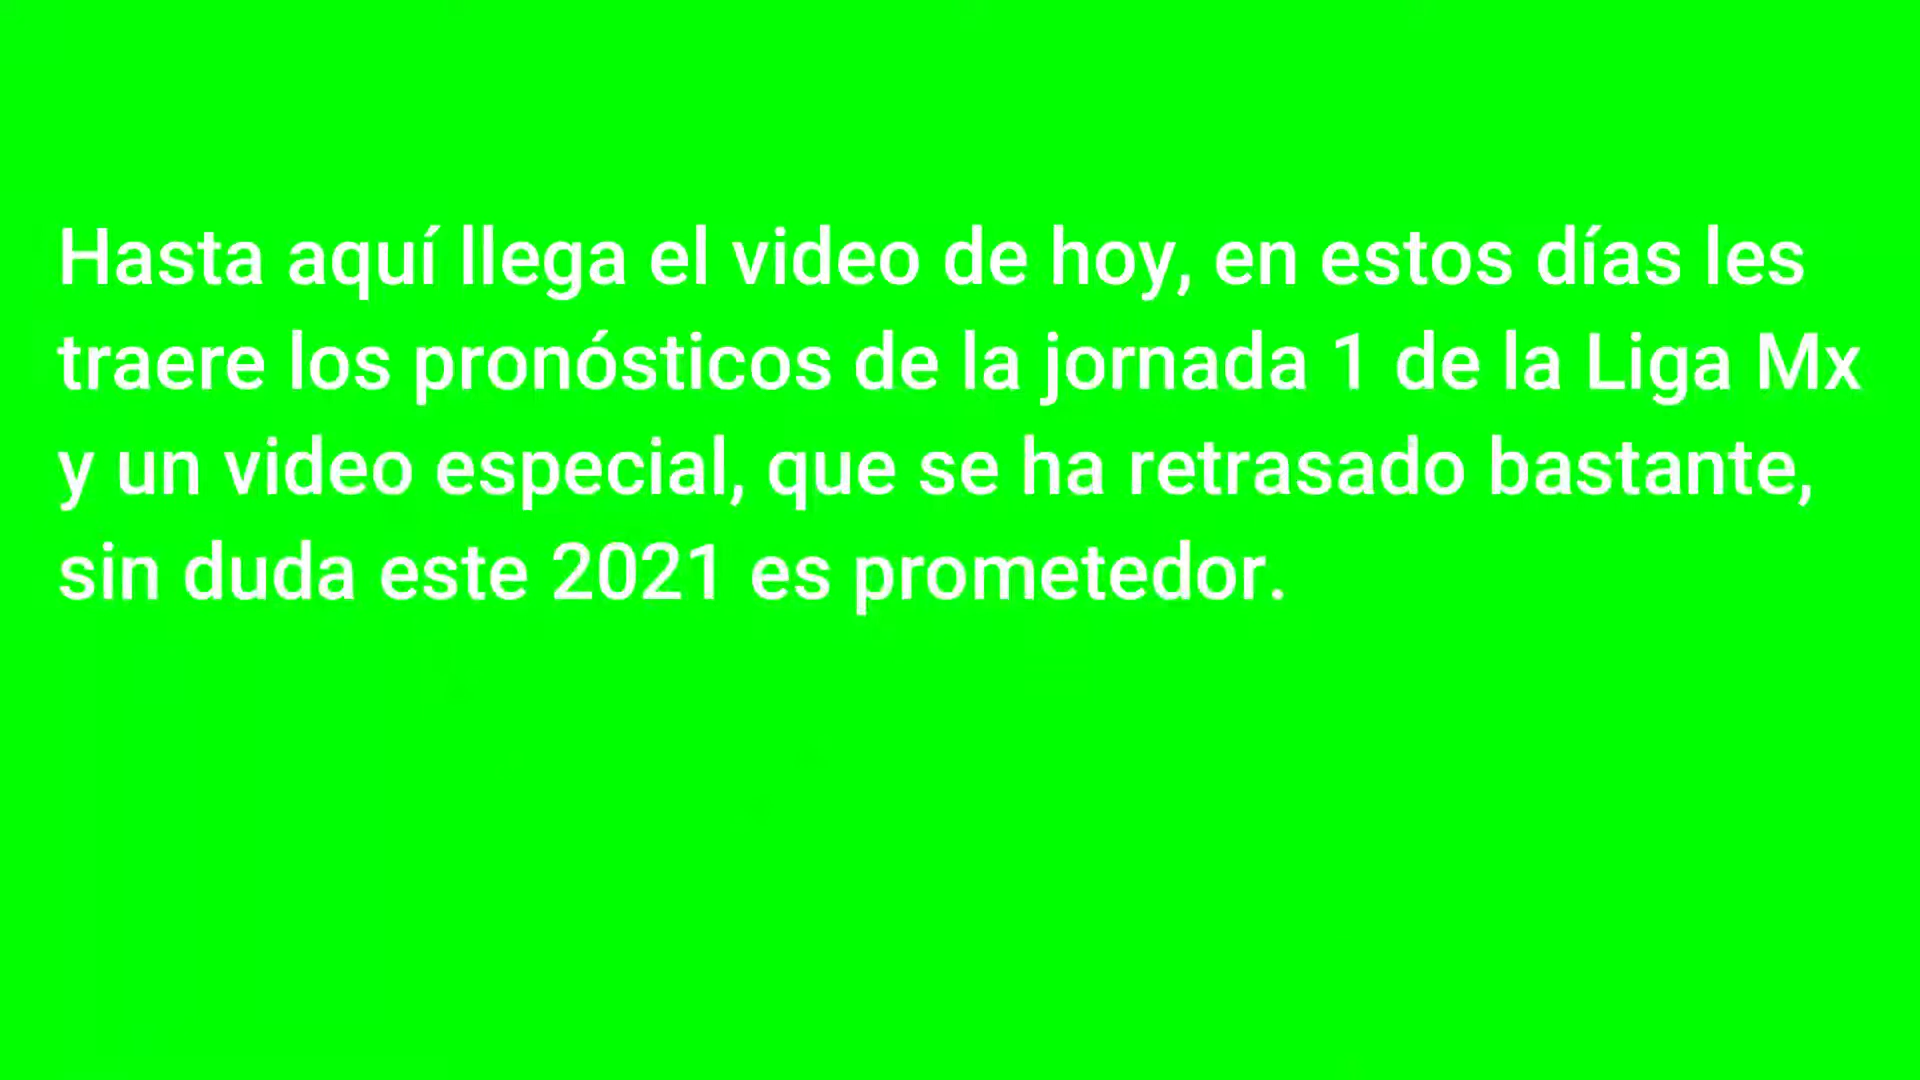 Hasta aquí llega el video de hoy, en estos días les
traere los pronósticos de la jornada 1 de la Liga Mx
y un video especial, que se ha retrasado bastante,
sin duda este 2021 es prometedor.